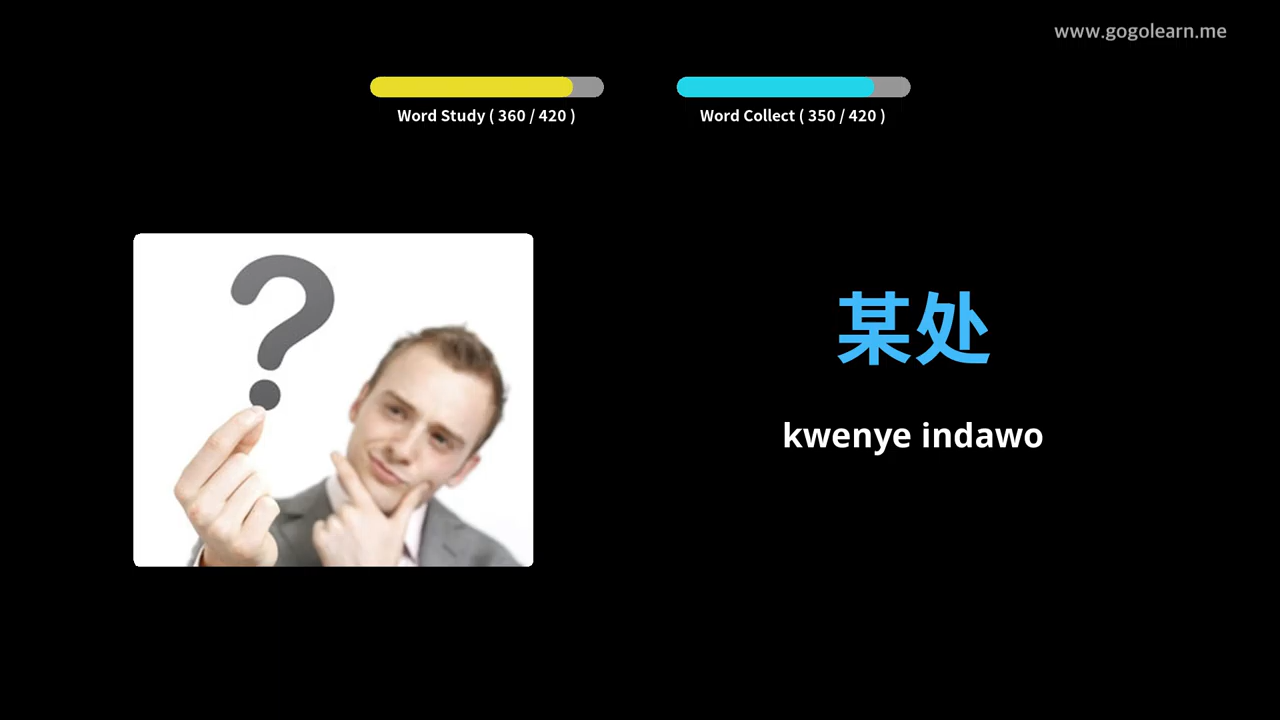 www.gogolearn.me
Word Study ( 360 / 420 )
Word Collect ( 350 / 420 )
某处
kwenye indawo